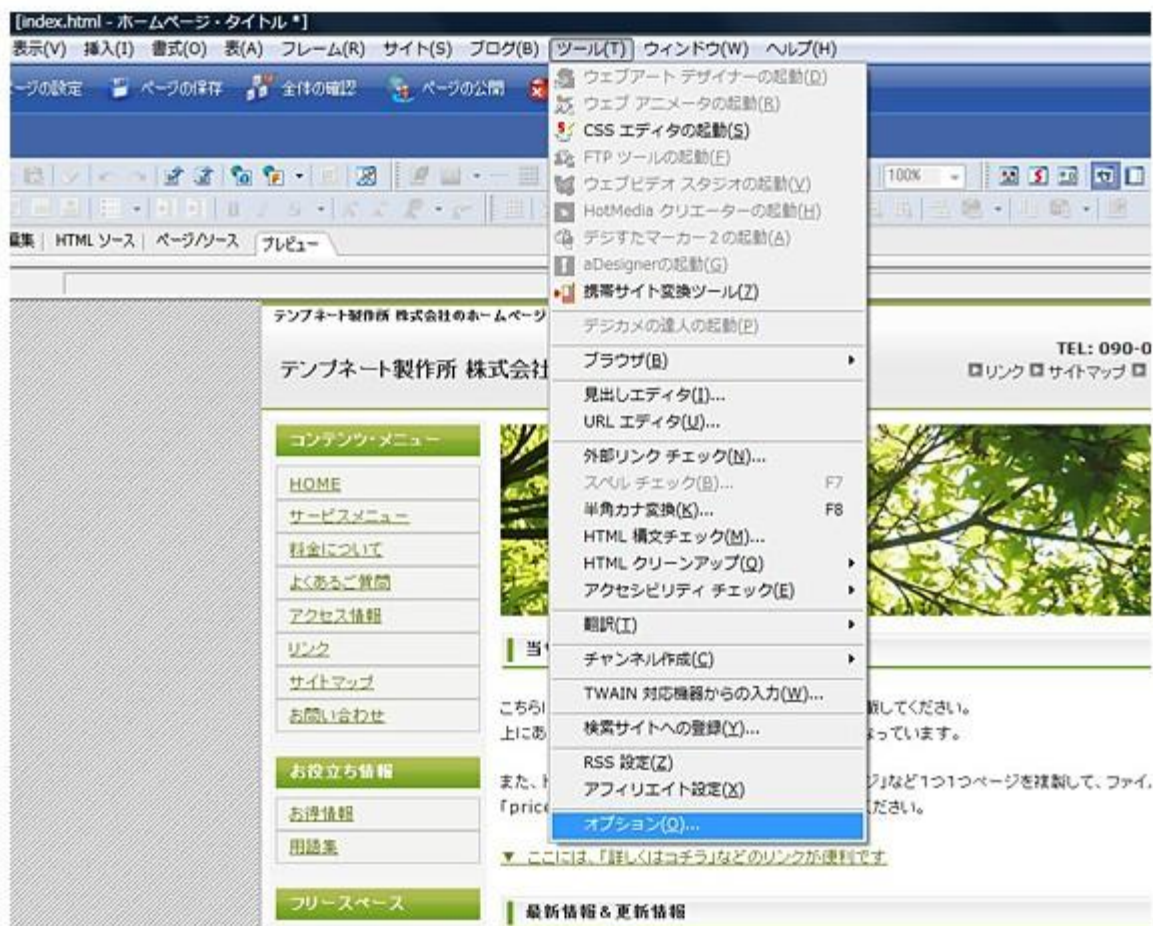 [index.html - ホームページ・タイトル *]
表示(V) 挿入(I) 書式(O) 表(A) フレーム(R) サイト(S) ブログ(B) ツール(T) ウィンドウ(W) ヘルプ(H)
ージの設定 ページの保存 全体の確認 ページの公開
ウェブアート デザイナーの起動(D)
ウェブ アニメータの起動(R)
CSS エディタの起動(S)
FTP ツールの起動(F)
ウェブビデオ スタジオの起動(V)
HotMedia クリエーターの起動(H)
デジすたマーカー2の起動(A)
aDesignerの起動(G)
携帯サイト変換ツール(Z)
デジカメの達人の起動(P)
ブラウザ(B)
見出しエディタ(I)...
URL エディタ(U)...
外部リンク チェック(N)...
スペル チェック(B)... F7
半角カナ変換(K)... F8
HTML 構文チェック(M)...
HTML クリーンアップ(Q)
アクセシビリティ チェック(E)
翻訳(T)
チャンネル作成(C)
TWAIN 対応機器からの入力(W)...
検索サイトへの登録(Y)...
RSS 設定(Z)
アフィリエイト設定(X)
オプション(O)...
100%
編集 HTML ソース ページ/ソース プレビュー
テンプネート製作所 株式会社のホームページ
テンプネート製作所 株式会社
TEL: 090-0
リンク サイトマップ
コンテンツ・メニュー
HOME
サービスメニュー
料金について
よくあるご質問
アクセス情報
リンク
サイトマップ
お問い合わせ
お役立ち情報
お得情報
用語集
フリースペース
当
こちら
してください。
上にあ
なっています。
また、
ジ」など1つ1つページを複製して、ファイ
「price
ださい。
▼ ここには、「詳しくはコチラ」などのリンクが便利です
最新情報&更新情報